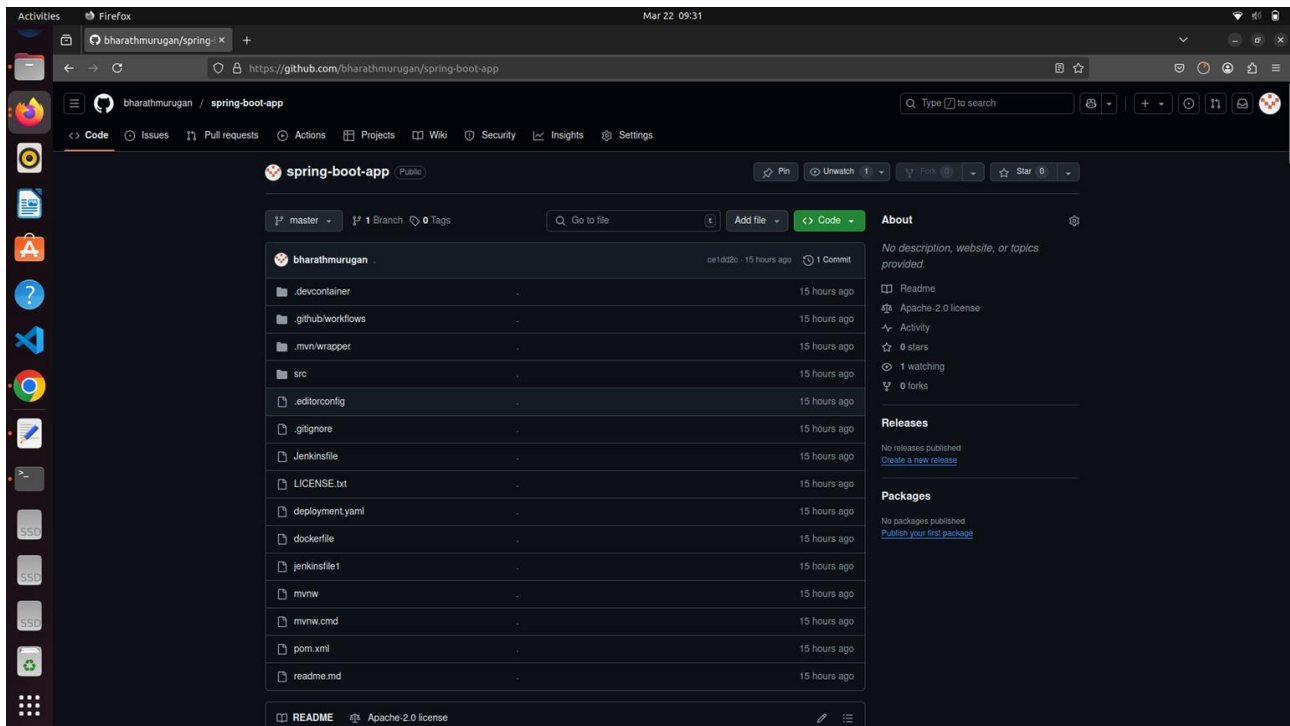 Activities Firefox Mar 22 09:31
bharathmurugan/spring-
https://github.com/bharathmurugan/spring-boot-app
bharathmurugan / spring-boot-app Type / to search
Code Issues Pull requests Actions Projects Wiki Security Insights Settings
spring-boot-app Public Pin Unwatch 1 Fork 0 Star 0
master 1 Branch 0 Tags Go to file t Add file Code
bharathmurugan . ce1dd2c · 15 hours ago 1 Commit
.devcontainer . 15 hours ago
.github/workflows . 15 hours ago
.mvn/wrapper . 15 hours ago
src . 15 hours ago
.editorconfig . 15 hours ago
.gitignore . 15 hours ago
Jenkinsfile . 15 hours ago
LICENSE.txt . 15 hours ago
deployment.yaml . 15 hours ago
dockerfile . 15 hours ago
jenkinsfile1 . 15 hours ago
mvnw . 15 hours ago
mvnw.cmd . 15 hours ago
pom.xml . 15 hours ago
readme.md . 15 hours ago
README Apache-2.0 license
About
No description, website, or topics
provided.
Readme
Apache-2.0 license
Activity
0 stars
1 watching
0 forks
Releases
No releases published
Create a new release
Packages
No packages published
Publish your first package
SSD
SSD
SSD